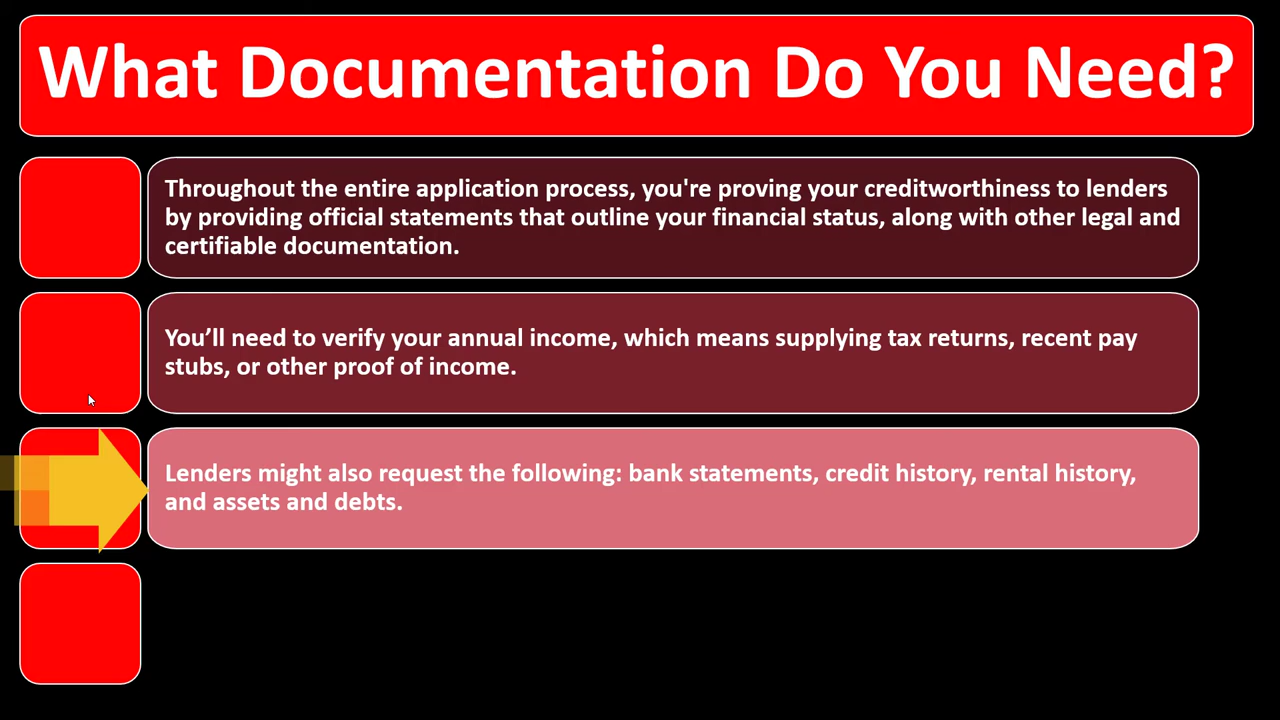 What Documentation Do You Need?
Throughout the entire application process, you're proving your creditworthiness to lenders
by providing official statements that outline your financial status, along with other legal and
certifiable documentation.
You’ll need to verify your annual income, which means supplying tax returns, recent pay
stubs, or other proof of income.
Lenders might also request the following: bank statements, credit history, rental history,
and assets and debts.